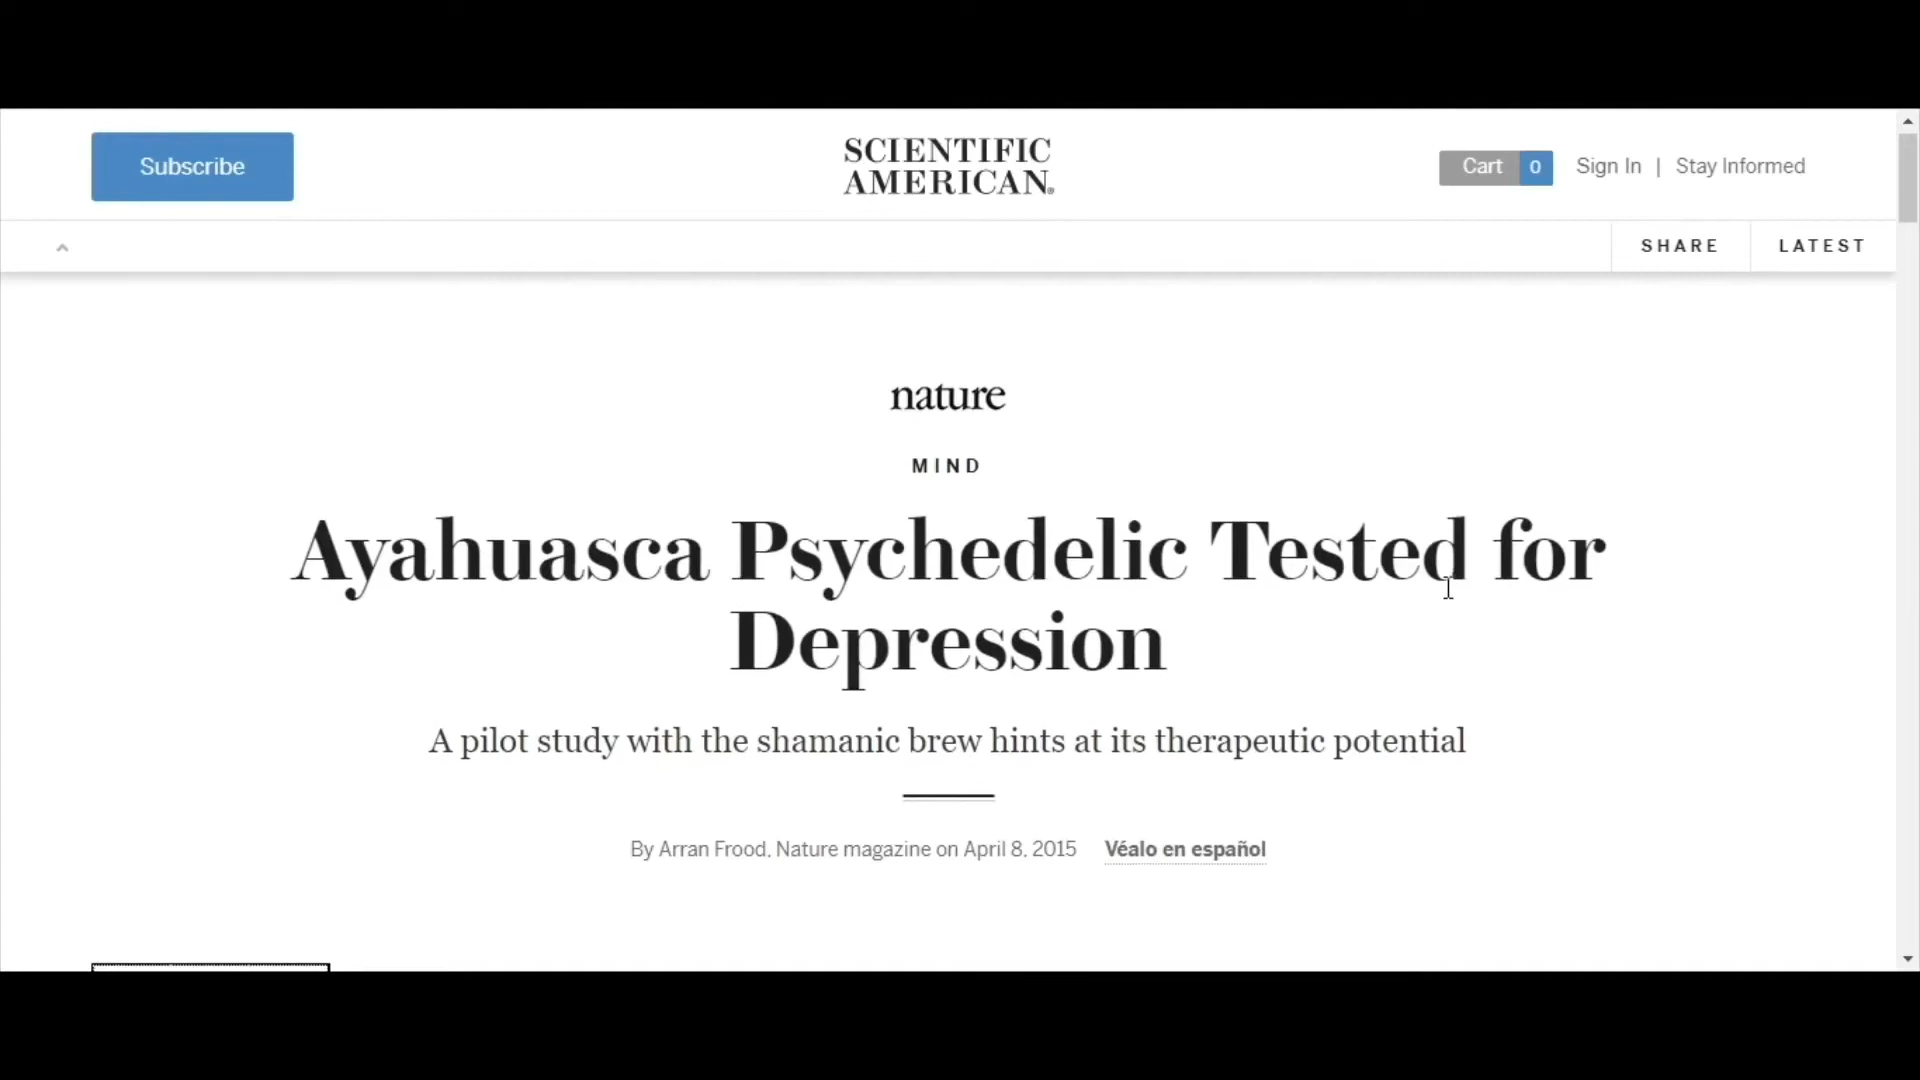 Subscribe
SCIENTIFIC
AMERICAN®
Cart 0 Sign In | Stay Informed
SHARE LATEST
nature
MIND
Ayahuasca Psychedelic Tested for
Depression
A pilot study with the shamanic brew hints at its therapeutic potential
By Arran Frood, Nature magazine on April 8, 2015 Véalo en español